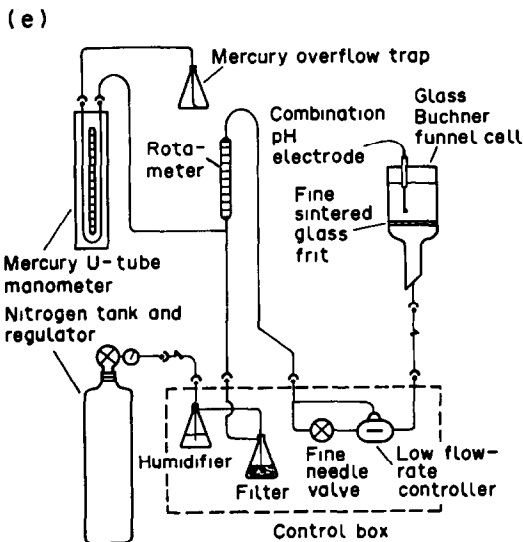 (e)
Mercury overflow trap
Combination
pH
electrode
Glass
Buchner
funnel cell
Rota-
meter
Fine
sintered
glass
frit
Mercury U-tube
manometer
Nitrogen tank and
regulator
Humidifier
Filter
Fine
needle
valve
Low flow-
rate
controller
Control box